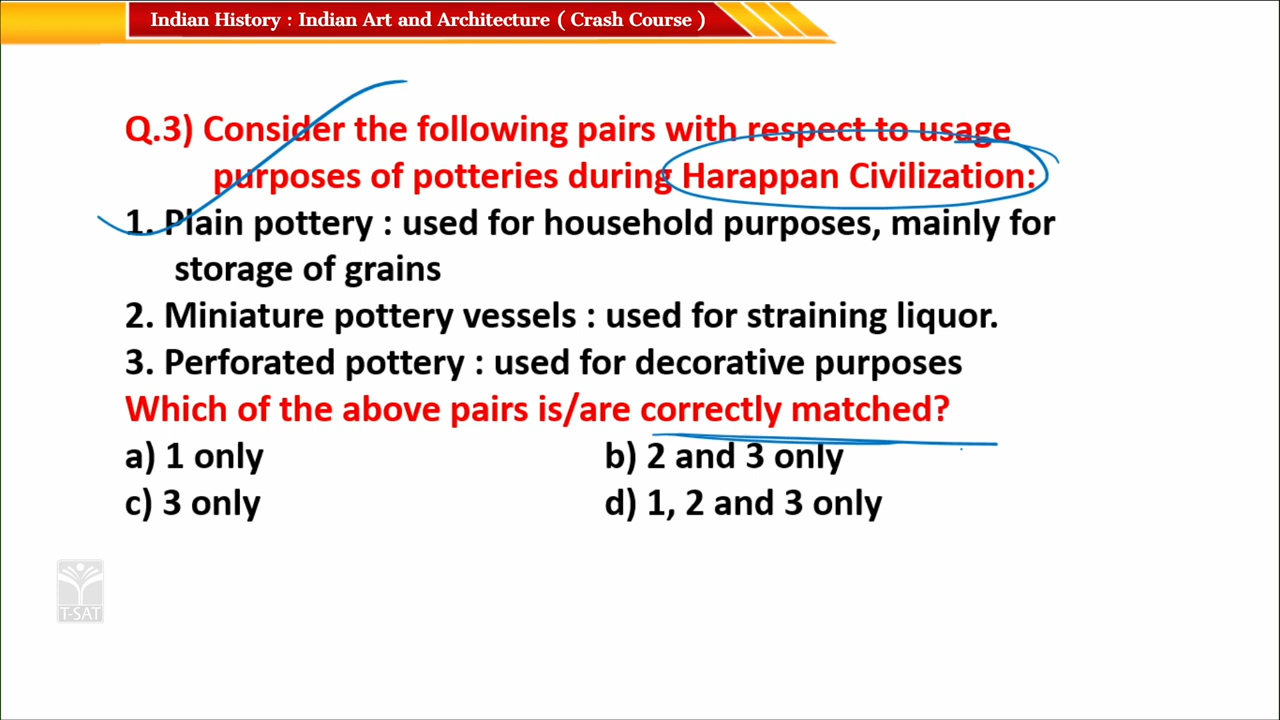 Indian History : Indian Art and Architecture ( Crash Course )
Q.3) Consider the following pairs with respect to usage
purposes of potteries during Harappan Civilization:
1. Plain pottery : used for household purposes, mainly for
storage of grains
2. Miniature pottery vessels : used for straining liquor.
3. Perforated pottery : used for decorative purposes
Which of the above pairs is/are correctly matched?
a) 1 only b) 2 and 3 only
c) 3 only d) 1, 2 and 3 only
T-SAT